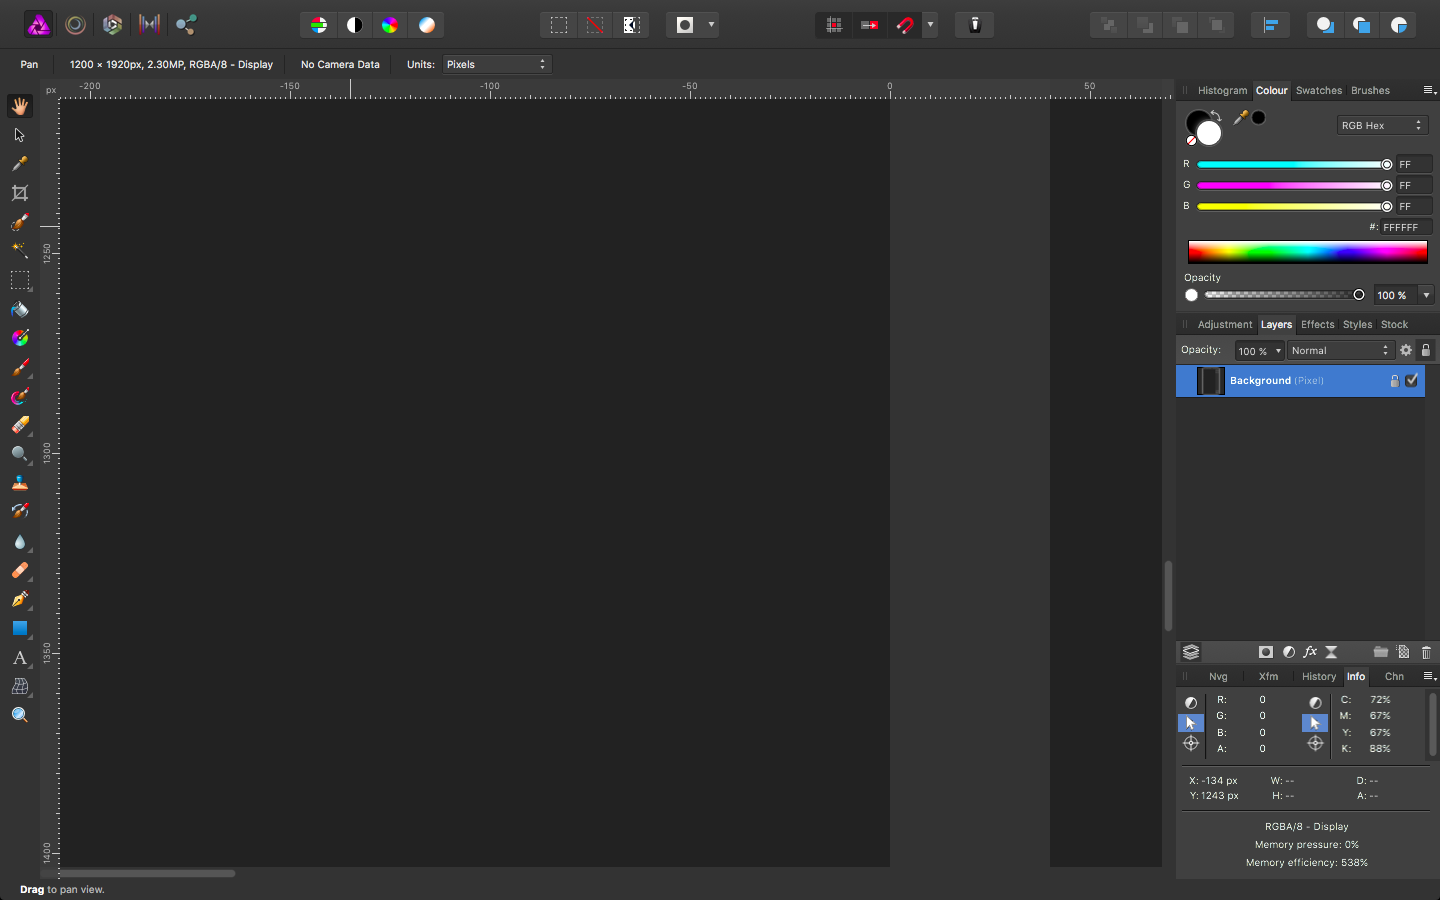 Pan
1200 × 1920px, 2.30MP, RGBA/8 - Display
No Camera Data
Units: Pixels
px
-200 -150 -100 -50 0 50
1250
1300
1350
1400
Histogram Colour Swatches Brushes
RGB Hex
R FF
G FF
B FF
#: FFFFFF
Opacity
100 %
Adjustment Layers Effects Styles Stock
Opacity: 100 % Normal
Background (Pixel)
fx
Nvg Xfm History Info Chn
R: 0 C: 72%
G: 0 M: 67%
B: 0 Y: 67%
A: 0 K: 88%
X: -134 px W: -- D: --
Y: 1243 px H: -- A: --
RGBA/8 - Display
Memory pressure: 0%
Memory efficiency: 538%
Drag to pan view.